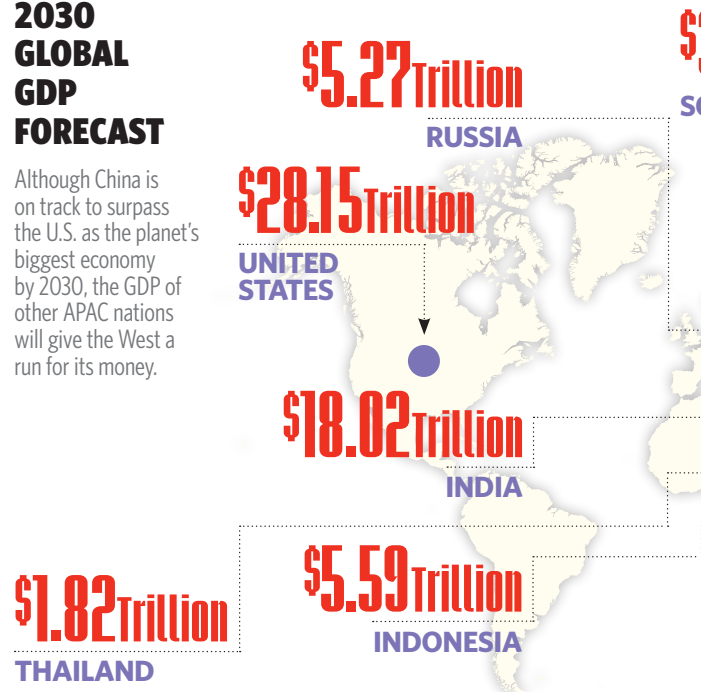 2030
GLOBAL
GDP
FORECAST
Although China is
on track to surpass
the U.S. as the planet's
biggest economy
by 2030, the GDP of
other APAC nations
will give the West a
run for its money.
$5.27Trillion
RUSSIA
$28.15Trillion
UNITED
STATES
$18.02Trillion
INDIA
$5.59Trillion
INDONESIA
$1.82Trillion
THAILAND